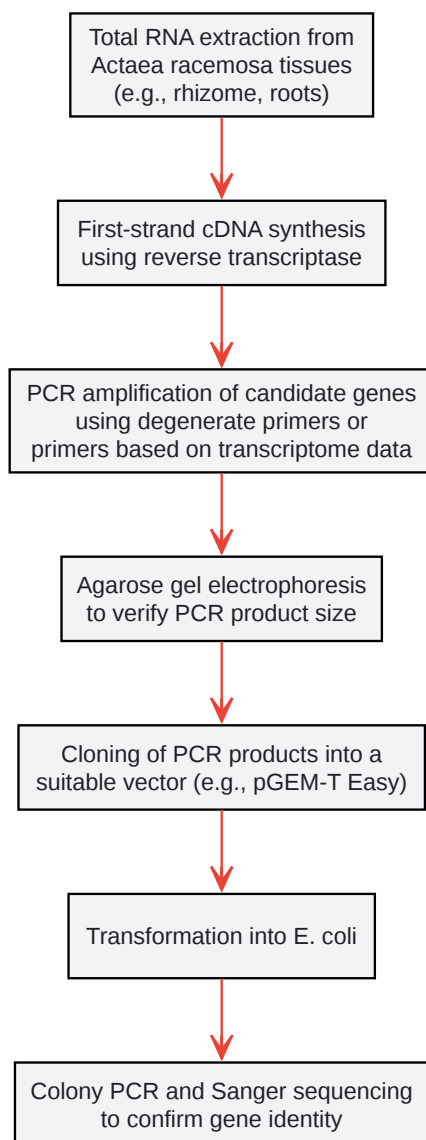 Total RNA extraction from
Actaea racemosa tissues
(e.g., rhizome, roots)
First-strand cDNA synthesis
using reverse transcriptase
PCR amplification of candidate genes
using degenerate primers or
primers based on transcriptome data
Agarose gel electrophoresis
to verify PCR product size
Cloning of PCR products into a
suitable vector (e.g., pGEM-T Easy)
Transformation into E. coli
Colony PCR and Sanger sequencing
to confirm gene identity